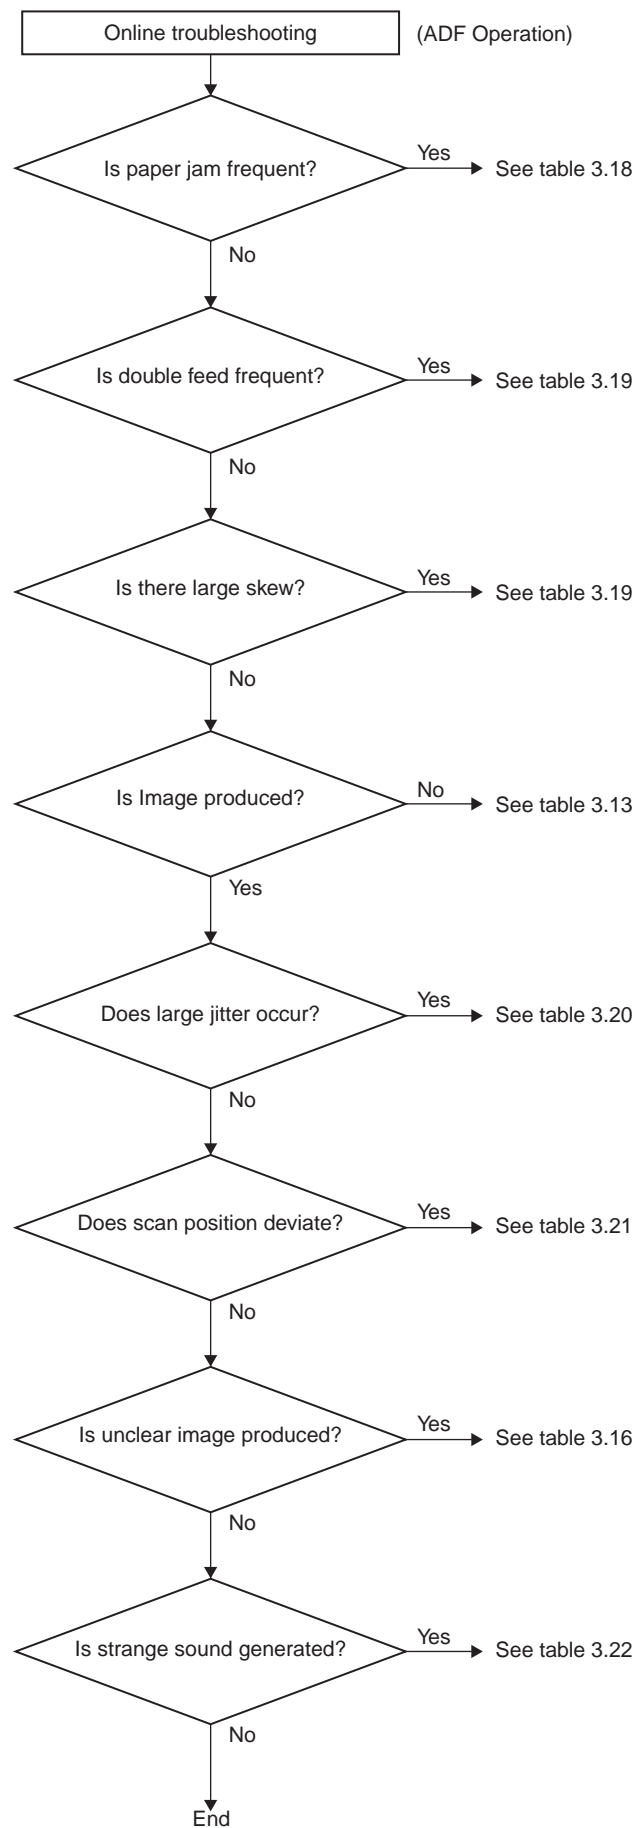 Online troubleshooting
(ADF Operation)
Is paper jam frequent?
Yes
See table 3.18
No
Is double feed frequent?
Yes
See table 3.19
No
Is there large skew?
Yes
See table 3.19
No
Is Image produced?
No
See table 3.13
Yes
Does large jitter occur?
Yes
See table 3.20
No
Does scan position deviate?
Yes
See table 3.21
No
Is unclear image produced?
Yes
See table 3.16
No
Is strange sound generated?
Yes
See table 3.22
No
End